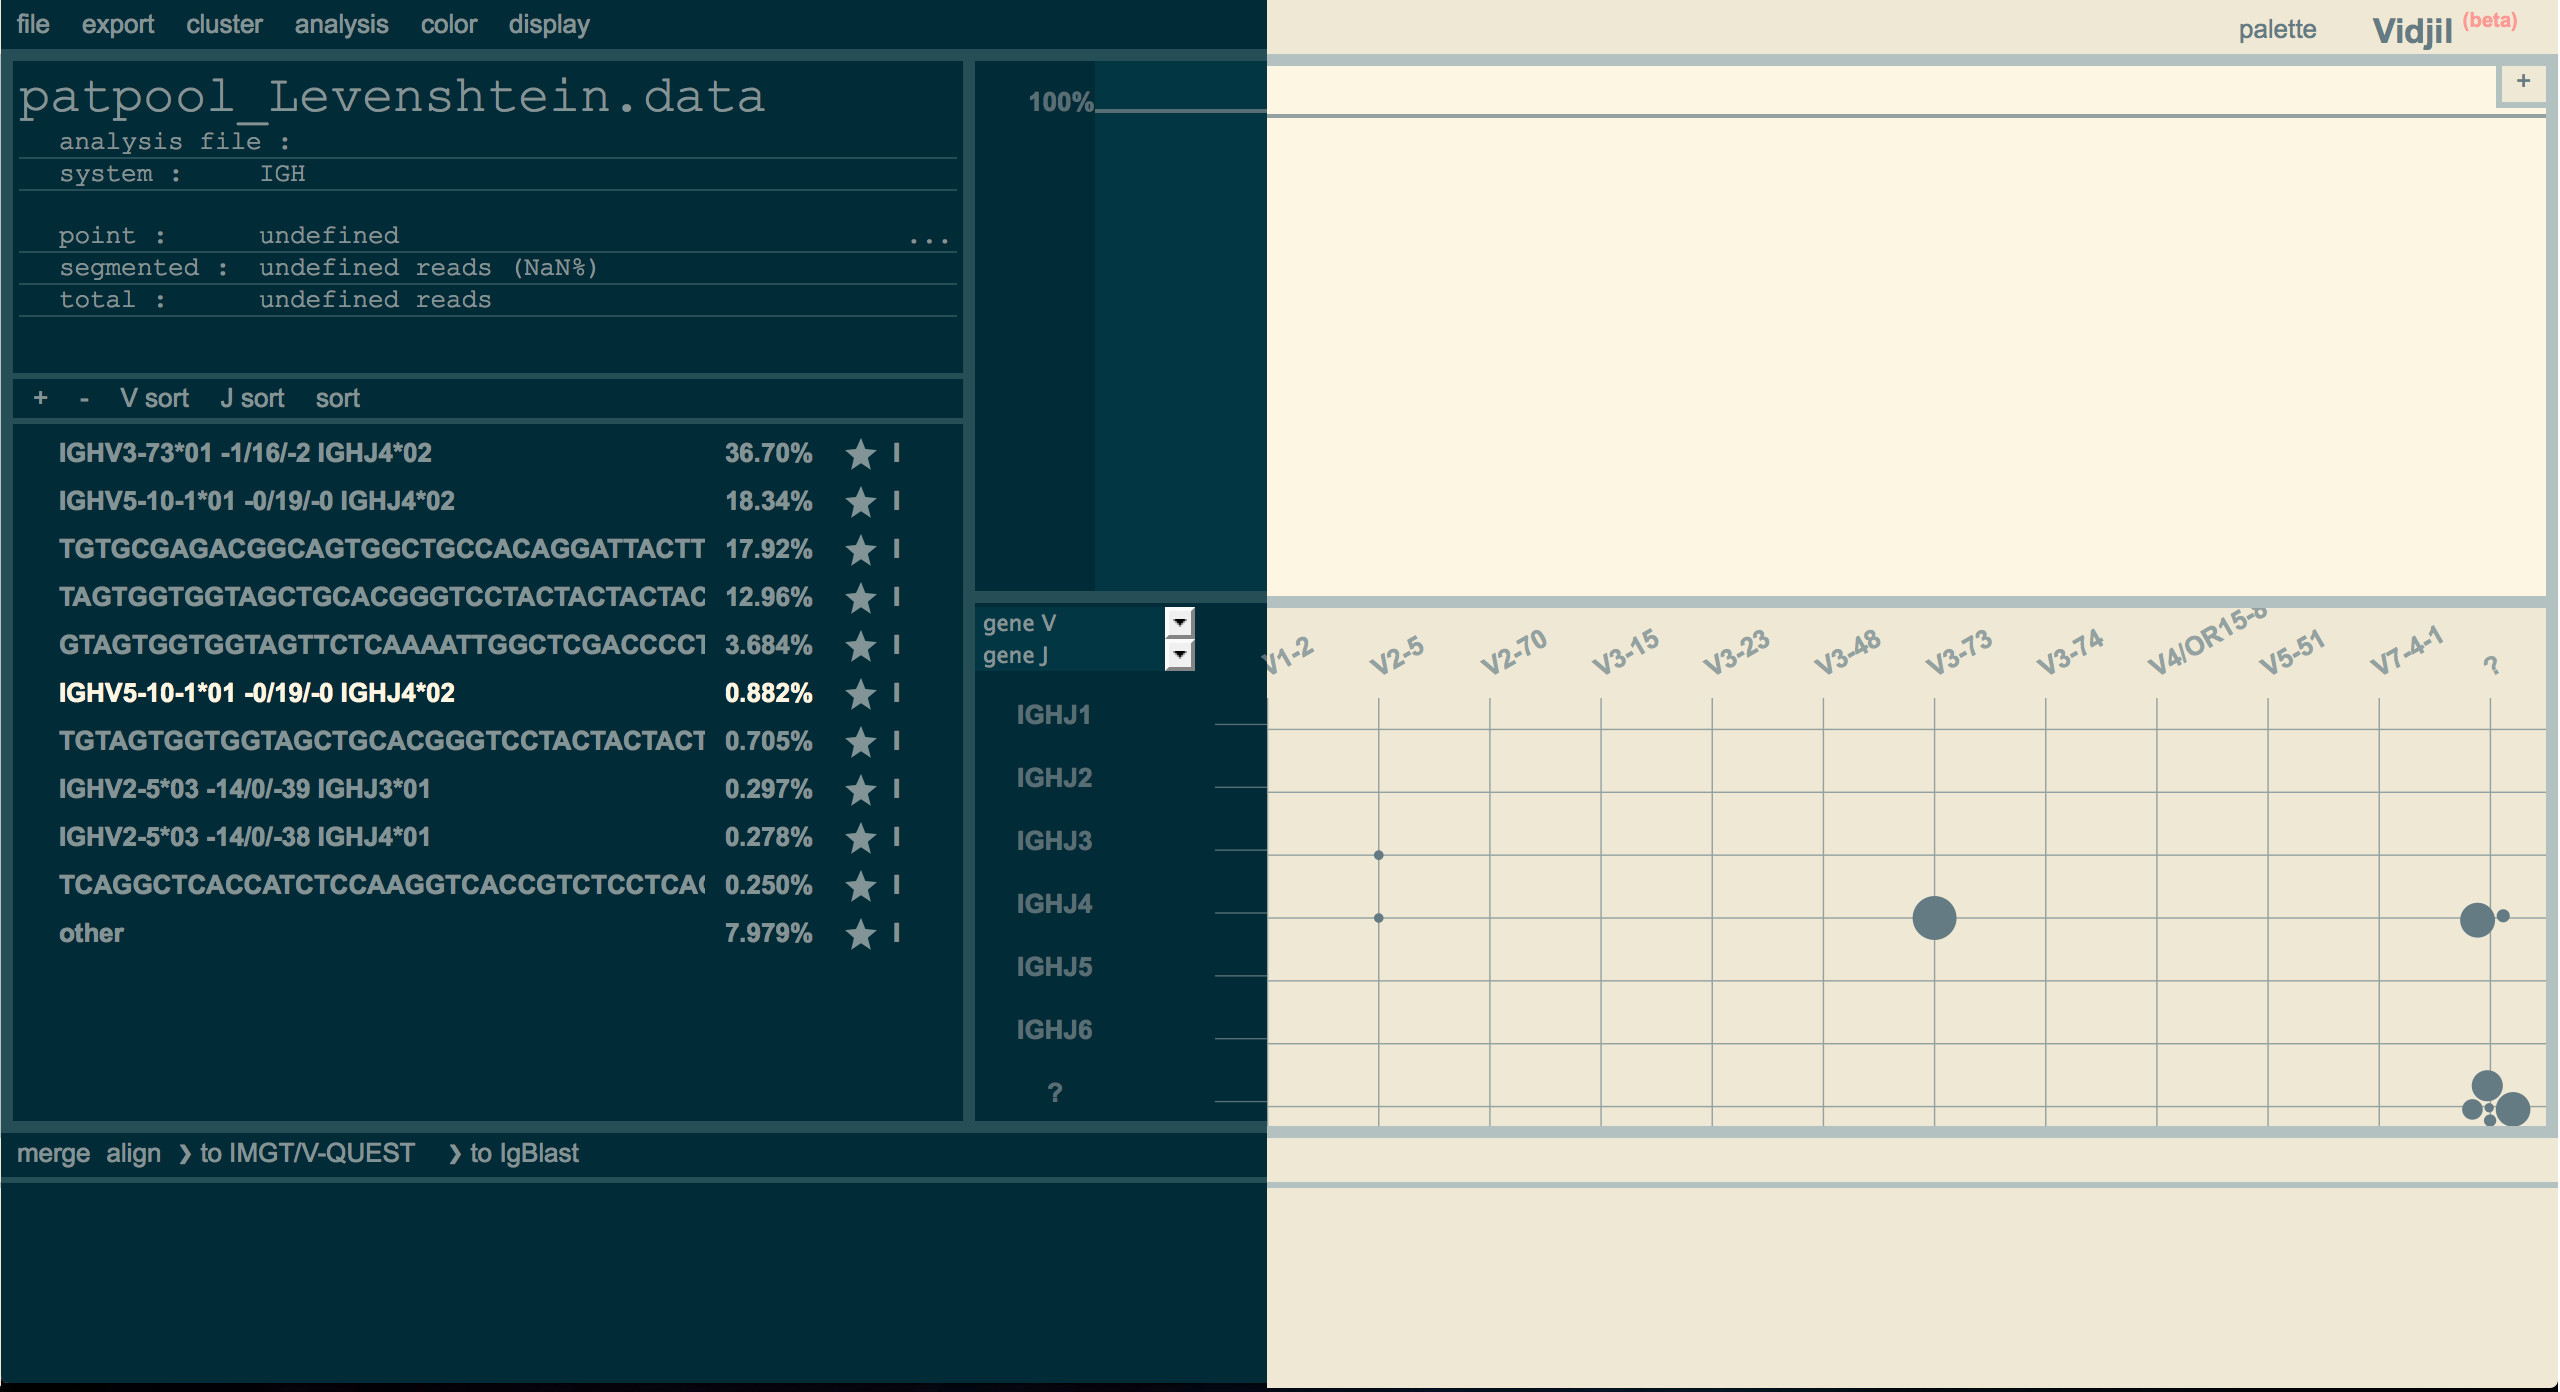 file export cluster analysis color display palette Vidjil (beta)
patpool_Levenshtein.data
analysis file :
system : IGH
point : undefined ...
segmented : undefined reads (NaN%)
total : undefined reads
+ - V sort J sort sort
IGHV3-73*01 -1/16/-2 IGHJ4*02 36.70% ★ I
IGHV5-10-1*01 -0/19/-0 IGHJ4*02 18.34% ★ I
TGTGCGAGACGGCAGTGGCTGCCACAGGATTACTT 17.92% ★ I
TAGTGGTGGTAGCTGCACGGGTCCTACTACTACTAC 12.96% ★ I
GTAGTGGTGGTAGTTCTCAAAATTGGCTCGACCCCT 3.684% ★ I
IGHV5-10-1*01 -0/19/-0 IGHJ4*02 0.882% ★ I
TGTAGTGGTGGTAGCTGCACGGGTCCTACTACTACT 0.705% ★ I
IGHV2-5*03 -14/0/-39 IGHJ3*01 0.297% ★ I
IGHV2-5*03 -14/0/-38 IGHJ4*01 0.278% ★ I
TCAGGCTCACCATCTCCAAGGTCACCGTCTCCTCAC 0.250% ★ I
other 7.979% ★ I
100%
+
gene V
gene J
V1-2 V2-5 V2-70 V3-15 V3-23 V3-48 V3-73 V3-74 V4/OR15-8 V5-51 V7-4-1 ?
IGHJ1
IGHJ2
IGHJ3
IGHJ4
IGHJ5
IGHJ6
?
merge align ❯ to IMGT/V-QUEST ❯ to IgBlast